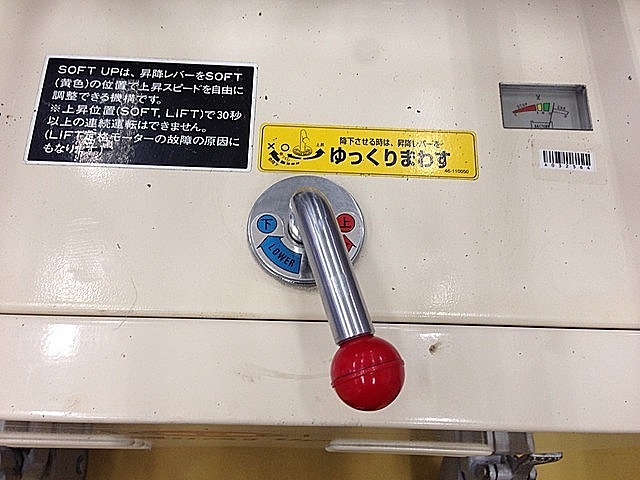 SOFT UPは、昇降レバーをSOFT
(黄色)の位置で上昇スピードを自由に
調整できる機構です。
※上昇位置(SOFT, LIFT)で30秒
以上の連続運転はできません。
(LIFT定格モーターの故障の原因に
もなります)
降下させる時は、昇降レバーを
ゆっくりまわす
46-110050
下
上
LOWER